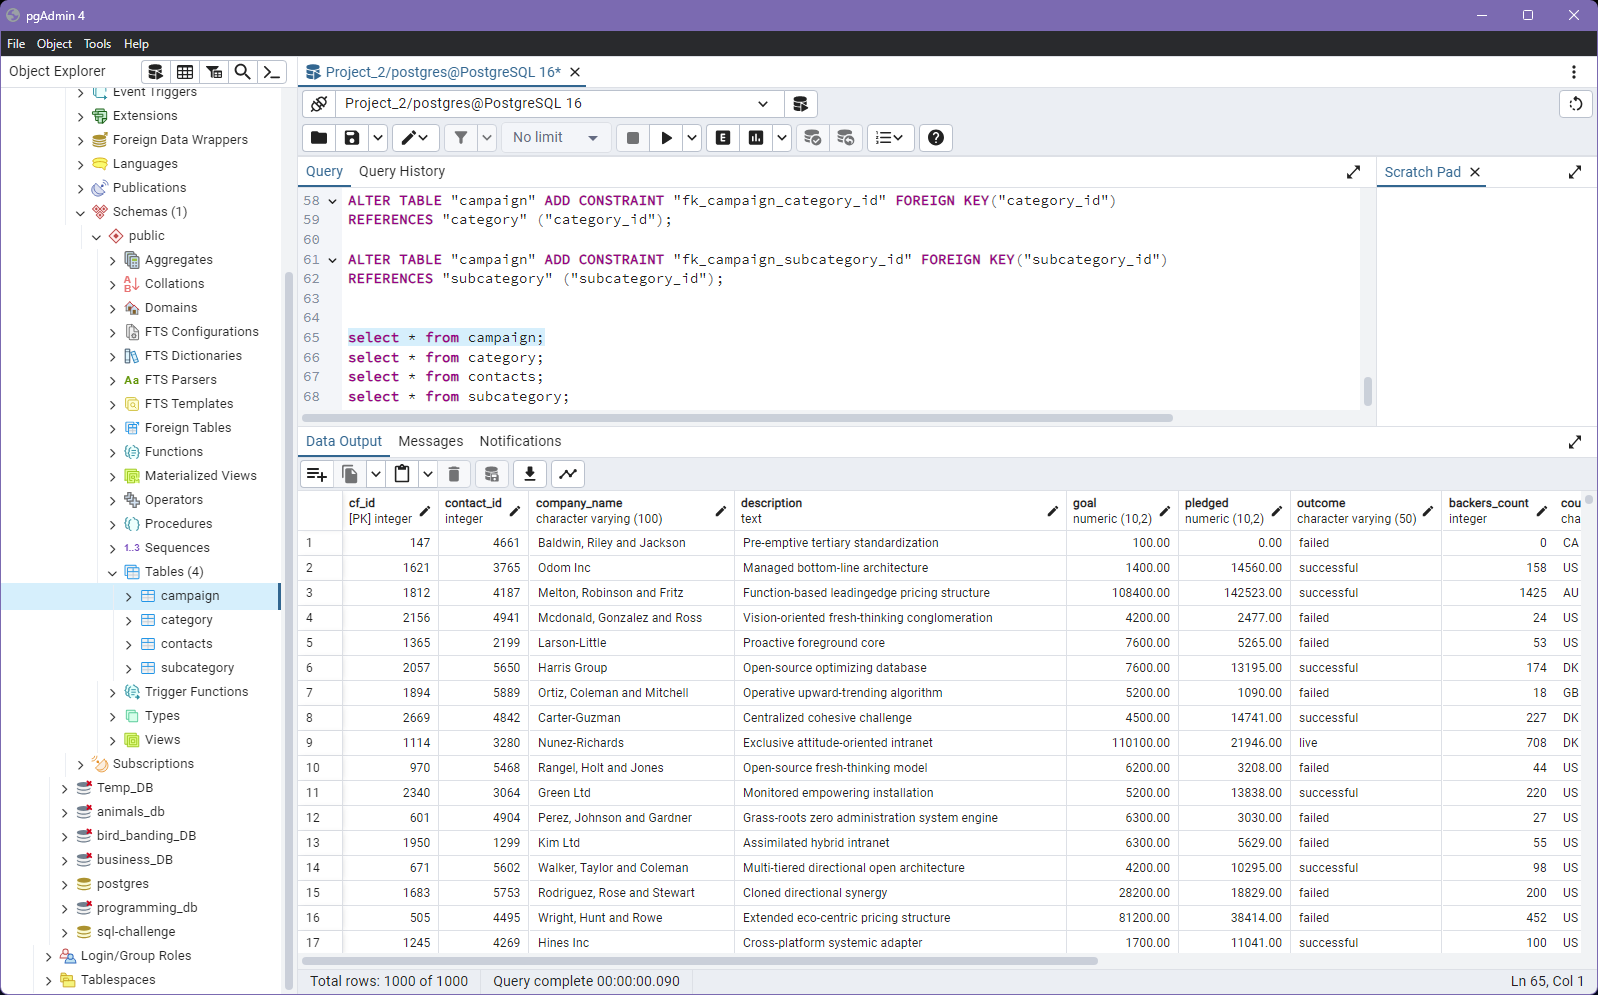 pgAdmin 4
File Object Tools Help
Object Explorer
Event Triggers
Extensions
Foreign Data Wrappers
Languages
Publications
Schemas (1)
public
Aggregates
Collations
Domains
FTS Configurations
FTS Dictionaries
Aa FTS Parsers
FTS Templates
Foreign Tables
Functions
Materialized Views
Operators
Procedures
1..3 Sequences
Tables (4)
campaign
category
contacts
subcategory
Trigger Functions
Types
Views
Subscriptions
Temp_DB
animals_db
bird_banding_DB
business_DB
postgres
programming_db
sql-challenge
Login/Group Roles
Tablespaces
Project_2/postgres@PostgreSQL 16*
Project_2/postgres@PostgreSQL 16
No limit
E
Query Query History
Scratch Pad
58 ALTER TABLE "campaign" ADD CONSTRAINT "fk_campaign_category_id" FOREIGN KEY("category_id")
59 REFERENCES "category" ("category_id");
60
61 ALTER TABLE "campaign" ADD CONSTRAINT "fk_campaign_subcategory_id" FOREIGN KEY("subcategory_id")
62 REFERENCES "subcategory" ("subcategory_id");
63
64
65 select * from campaign;
66 select * from category;
67 select * from contacts;
68 select * from subcategory;
Data Output Messages Notifications
cf_id contact_id company_name description goal pledged outcome backers_count cou
[PK] integer integer character varying (100) text numeric (10,2) numeric (10,2) character varying (50) integer cha
1 147 4661 Baldwin, Riley and Jackson Pre-emptive tertiary standardization 100.00 0.00 failed 0 CA
2 1621 3765 Odom Inc Managed bottom-line architecture 1400.00 14560.00 successful 158 US
3 1812 4187 Melton, Robinson and Fritz Function-based leadingedge pricing structure 108400.00 142523.00 successful 1425 AU
4 2156 4941 Mcdonald, Gonzalez and Ross Vision-oriented fresh-thinking conglomeration 4200.00 2477.00 failed 24 US
5 1365 2199 Larson-Little Proactive foreground core 7600.00 5265.00 failed 53 US
6 2057 5650 Harris Group Open-source optimizing database 7600.00 13195.00 successful 174 DK
7 1894 5889 Ortiz, Coleman and Mitchell Operative upward-trending algorithm 5200.00 1090.00 failed 18 GB
8 2669 4842 Carter-Guzman Centralized cohesive challenge 4500.00 14741.00 successful 227 DK
9 1114 3280 Nunez-Richards Exclusive attitude-oriented intranet 110100.00 21946.00 live 708 DK
10 970 5468 Rangel, Holt and Jones Open-source fresh-thinking model 6200.00 3208.00 failed 44 US
11 2340 3064 Green Ltd Monitored empowering installation 5200.00 13838.00 successful 220 US
12 601 4904 Perez, Johnson and Gardner Grass-roots zero administration system engine 6300.00 3030.00 failed 27 US
13 1950 1299 Kim Ltd Assimilated hybrid intranet 6300.00 5629.00 failed 55 US
14 671 5602 Walker, Taylor and Coleman Multi-tiered directional open architecture 4200.00 10295.00 successful 98 US
15 1683 5753 Rodriguez, Rose and Stewart Cloned directional synergy 28200.00 18829.00 failed 200 US
16 505 4495 Wright, Hunt and Rowe Extended eco-centric pricing structure 81200.00 38414.00 failed 452 US
17 1245 4269 Hines Inc Cross-platform systemic adapter 1700.00 11041.00 successful 100 US
Total rows: 1000 of 1000 Query complete 00:00:00.090 Ln 65, Col 1